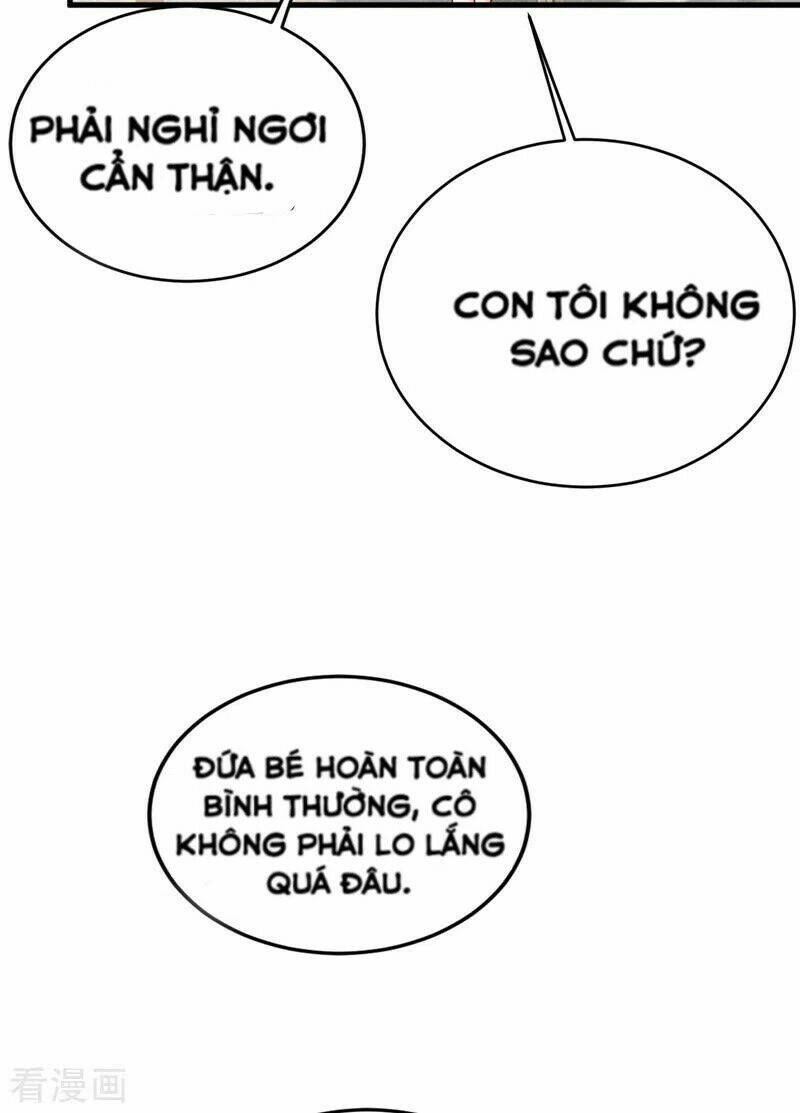 PHẢI NGHỈ NGƠI
CẨN THẬN.
CON TÔI KHÔNG
SAO CHỨ?
ĐỨA BÉ HOÀN TOÀN
BÌNH THƯỜNG, CÔ
KHÔNG PHẢI LO LẮNG
QUÁ ĐÂU.
看漫画